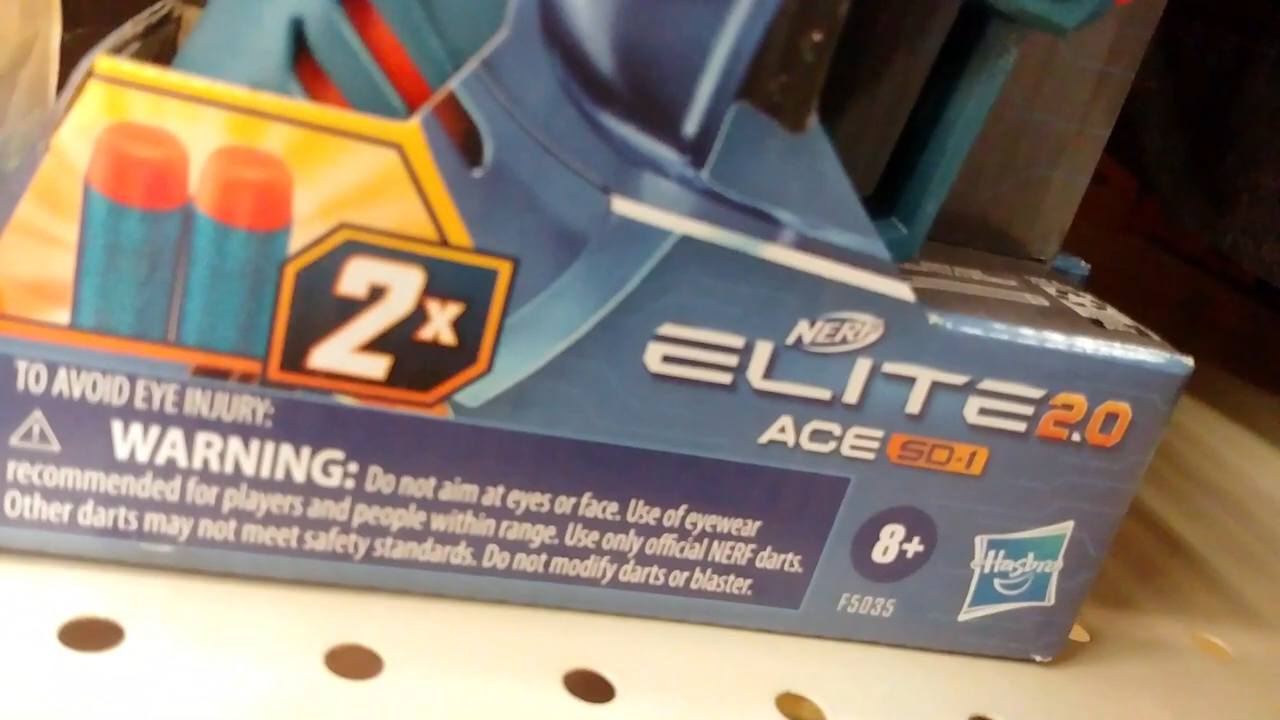 2x
NERF
ELITE 2.0
ACE SD-1
TO AVOID EYE INJURY:
WARNING: Do not aim at eyes or face. Use of eyewear
recommended for players and people within range. Use only official NERF darts.
Other darts may not meet safety standards. Do not modify darts or blaster.
8+
F5035
Hasbro